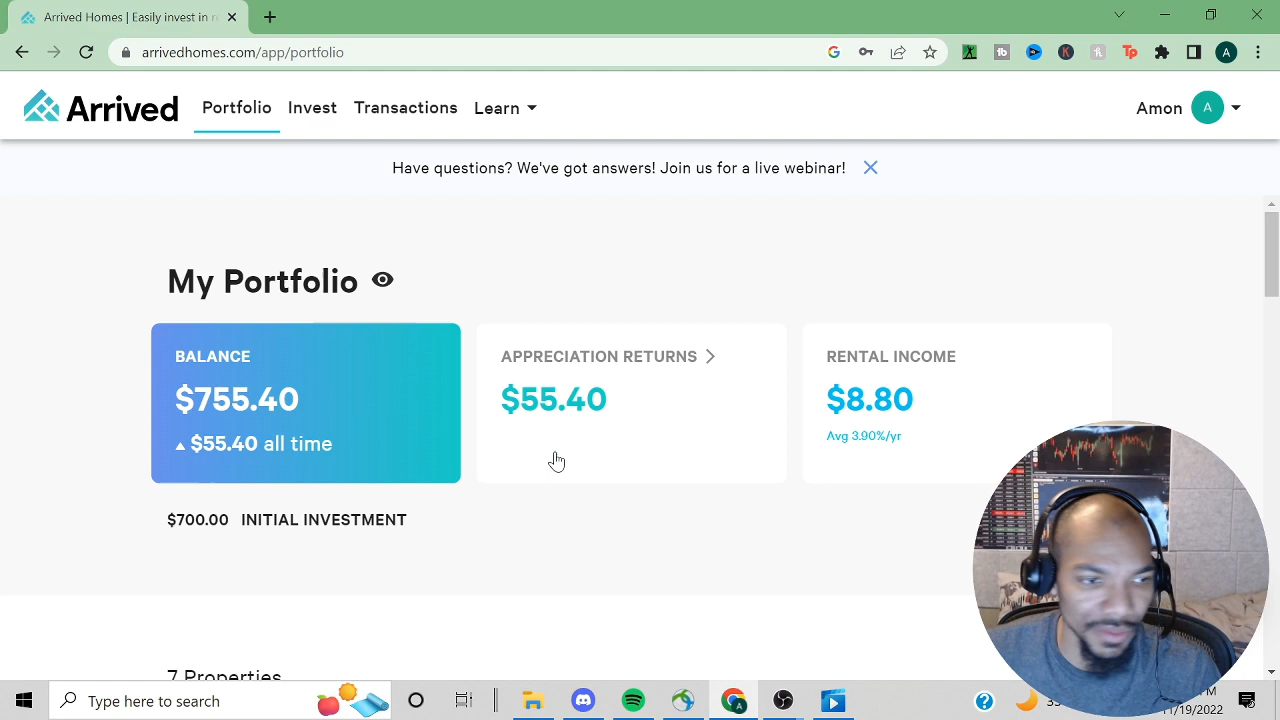 Arrived Homes | Easily invest in r
arrivedhomes.com/app/portfolio
Arrived Portfolio Invest Transactions Learn Amon A
Have questions? We've got answers! Join us for a live webinar!
My Portfolio
BALANCE
$755.40
$55.40 all time
APPRECIATION RETURNS
$55.40
RENTAL INCOME
$8.80
Avg 3.90%/yr
$700.00 INITIAL INVESTMENT
7 Properties
Type here to search
11/19/2022